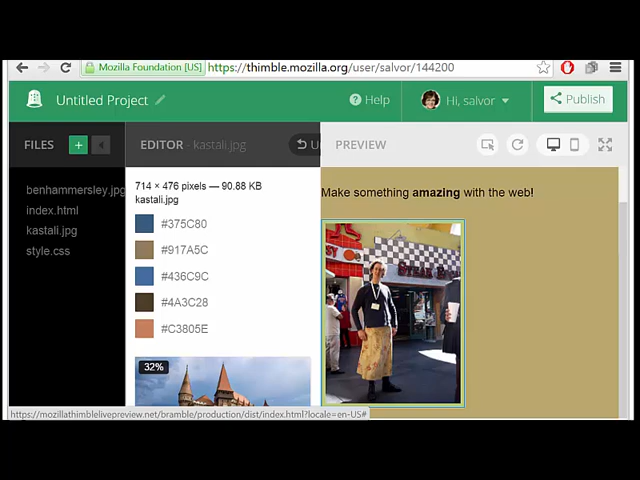 Mozilla Foundation [US] https://thimble.mozilla.org/user/salvor/144200
Untitled Project
Help
Hi, salvor
Publish
FILES
EDITOR - kastali.jpg
PREVIEW
benhammersley.jpg
index.html
kastali.jpg
style.css
714 × 476 pixels — 90.88 KB
kastali.jpg
#375C80
#917A5C
#436C9C
#4A3C28
#C3805E
32%
Make something amazing with the web!
https://mozillathimblelivepreview.net/bramble/production/dist/index.html?locale=en-US#